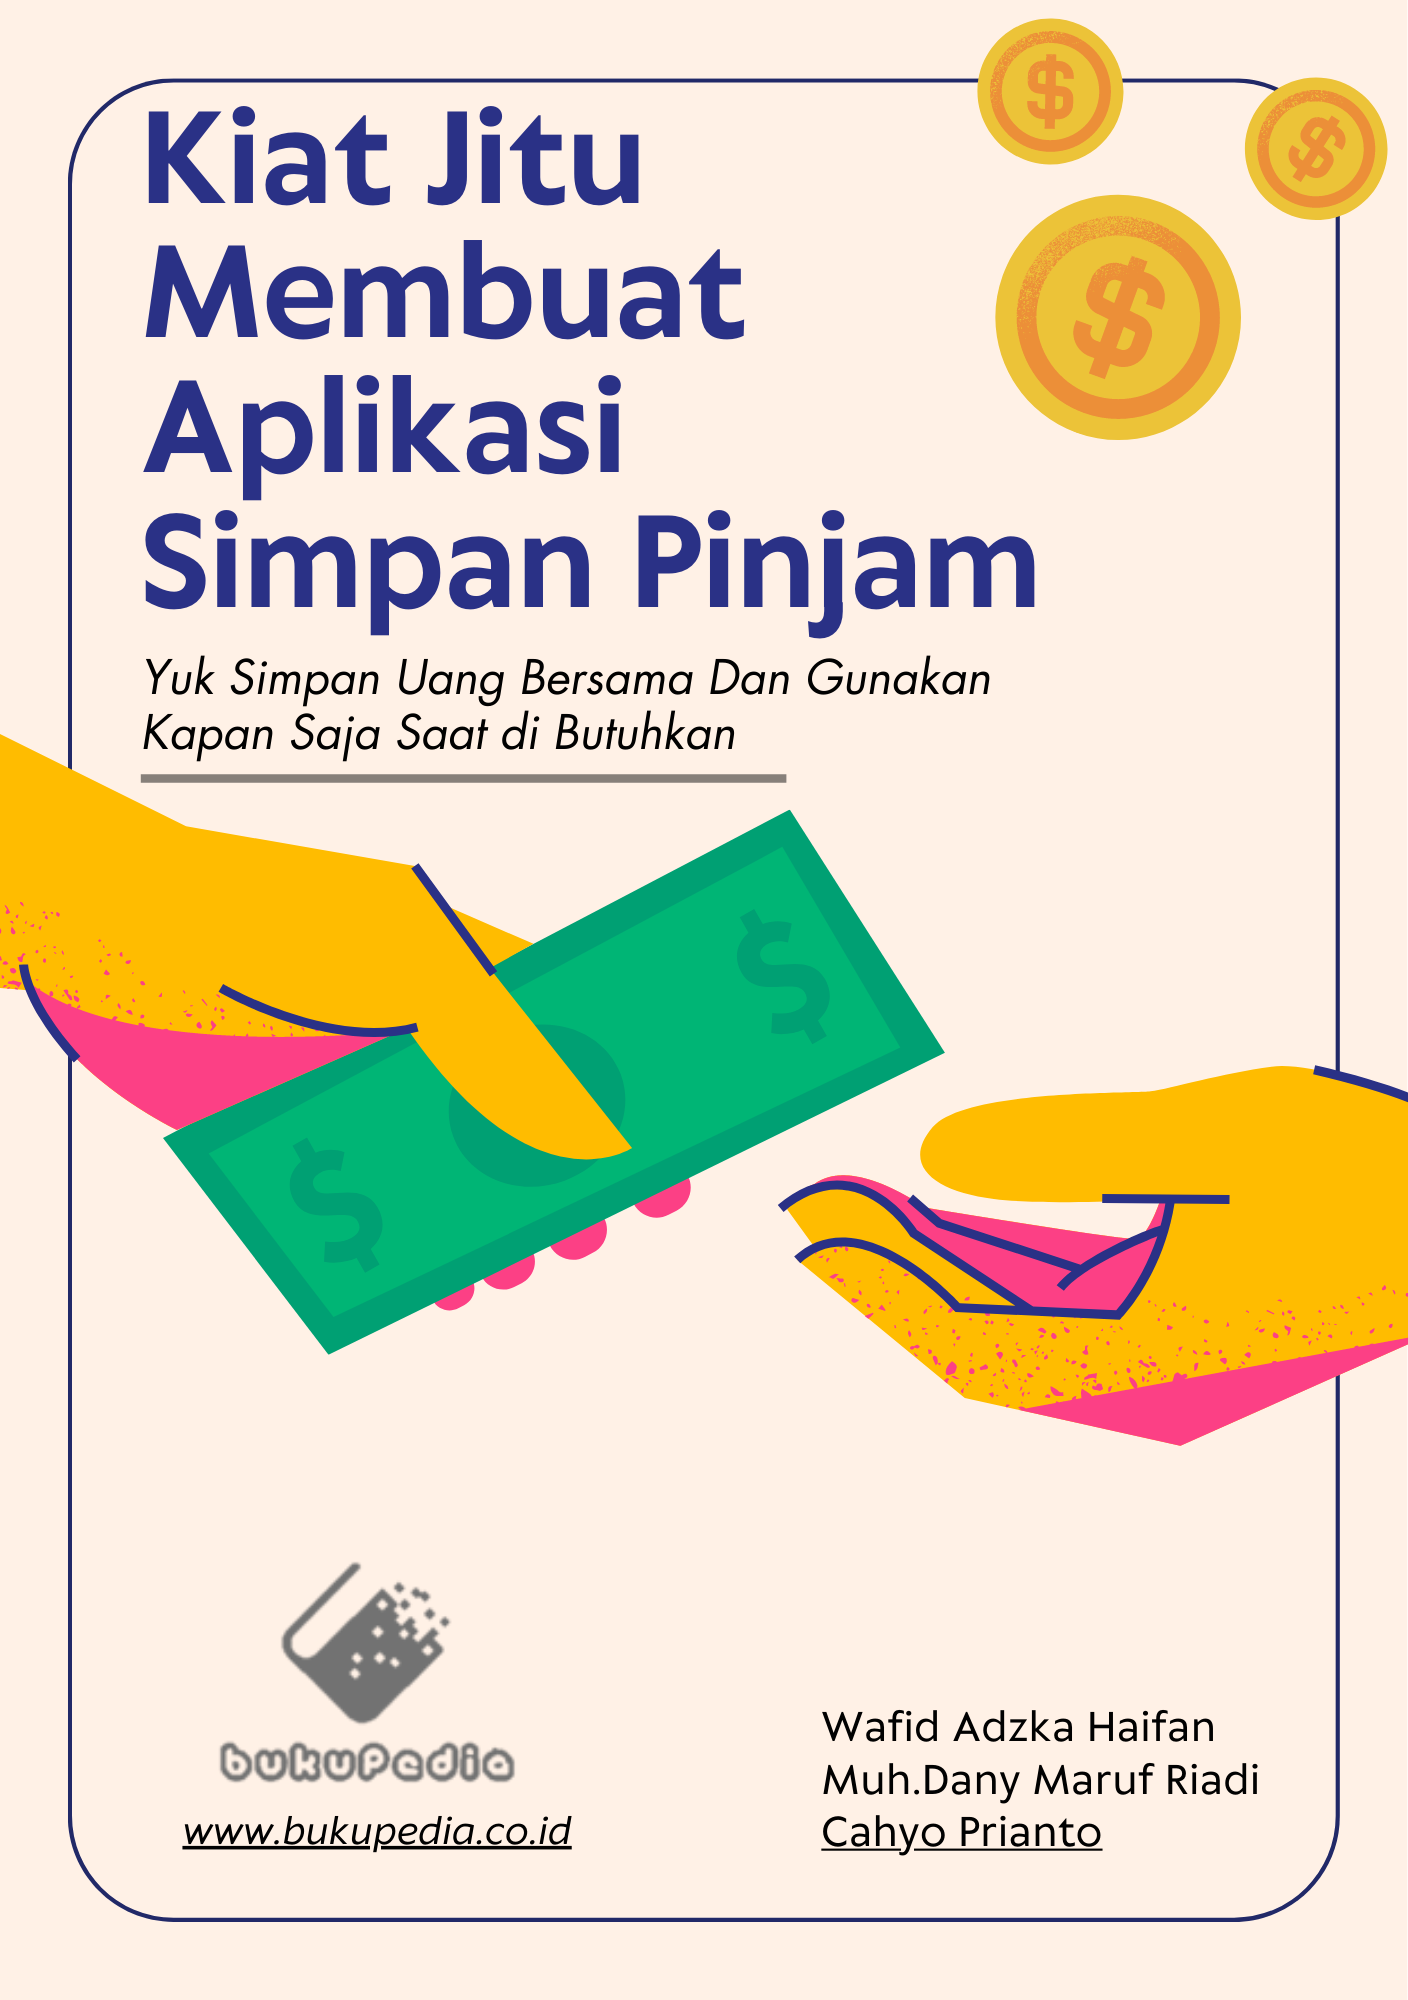 Kiat Jitu
Membuat
Aplikasi
Simpan Pinjam
Yuk Simpan Uang Bersama Dan Gunakan
Kapan Saja Saat di Butuhkan
$
$
$
$
$
bukupedia
www.bukupedia.co.id
Wafid Adzka Haifan
Muh.Dany Maruf Riadi
Cahyo Prianto